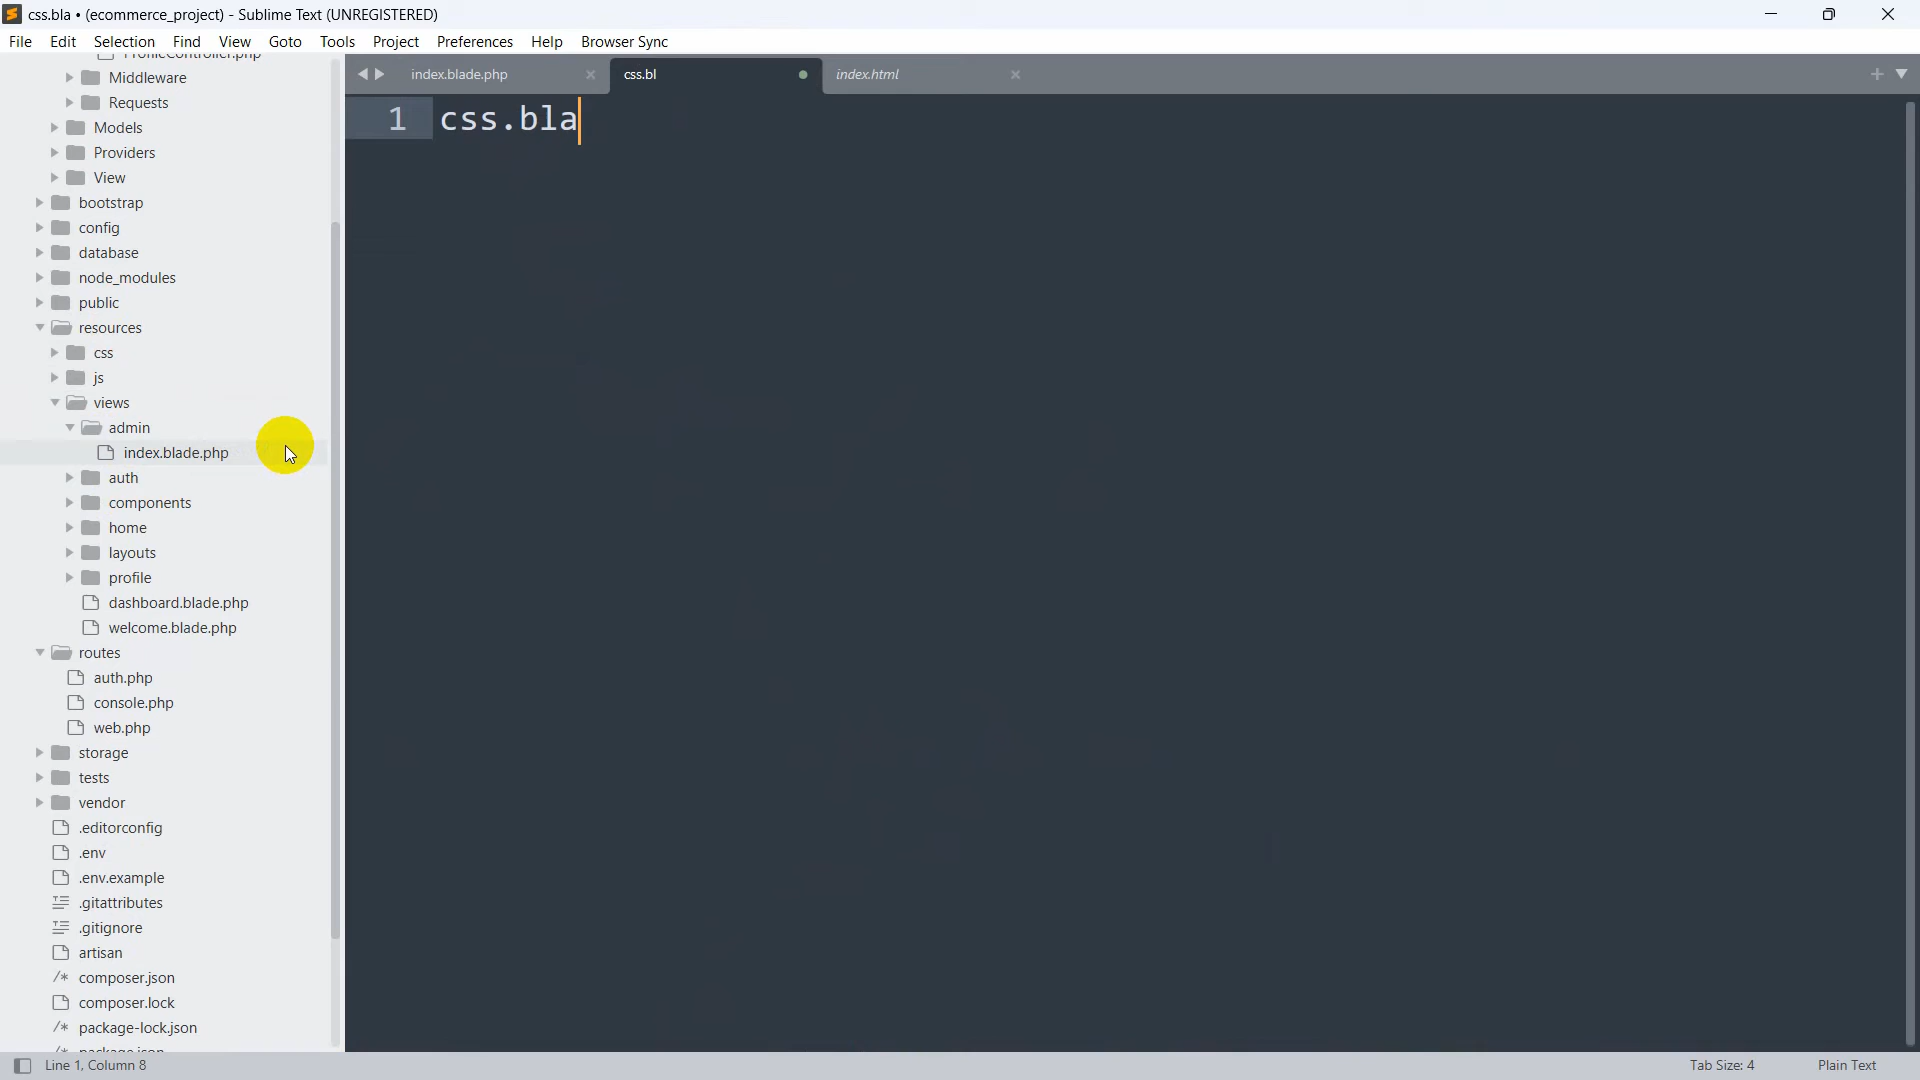 css.bla • (ecommerce_project) - Sublime Text (UNREGISTERED)
File Edit Selection Find View Goto Tools Project Preferences Help Browser Sync
ProfileController.php
Middleware
Requests
Models
Providers
View
bootstrap
config
database
node_modules
public
resources
css
js
views
admin
index.blade.php
auth
components
home
layouts
profile
dashboard.blade.php
welcome.blade.php
routes
auth.php
console.php
web.php
storage
tests
vendor
.editorconfig
.env
.env.example
.gitattributes
.gitignore
artisan
/* composer.json
composer.lock
/* package-lock.json
/* package.json
index.blade.php css.bl index.html
1 css.bla
Line 1, Column 8 Tab Size: 4 Plain Text